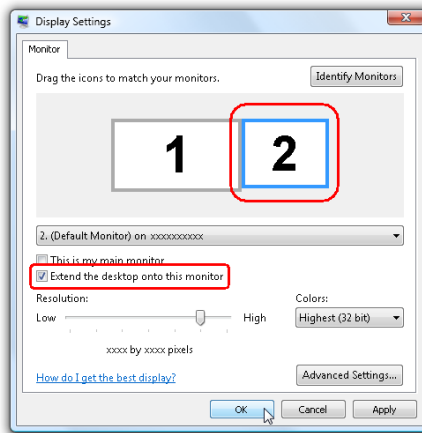 Display Settings
Monitor
Drag the icons to match your monitors.
Identify Monitors
1
2
2. (Default Monitor) on xxxxxxxxxx
This is my main monitor
Extend the desktop onto this monitor
Resolution:
Colors:
Low
High
Highest (32 bit)
xxxx by xxxx pixels
How do I get the best display?
Advanced Settings...
OK
Cancel
Apply